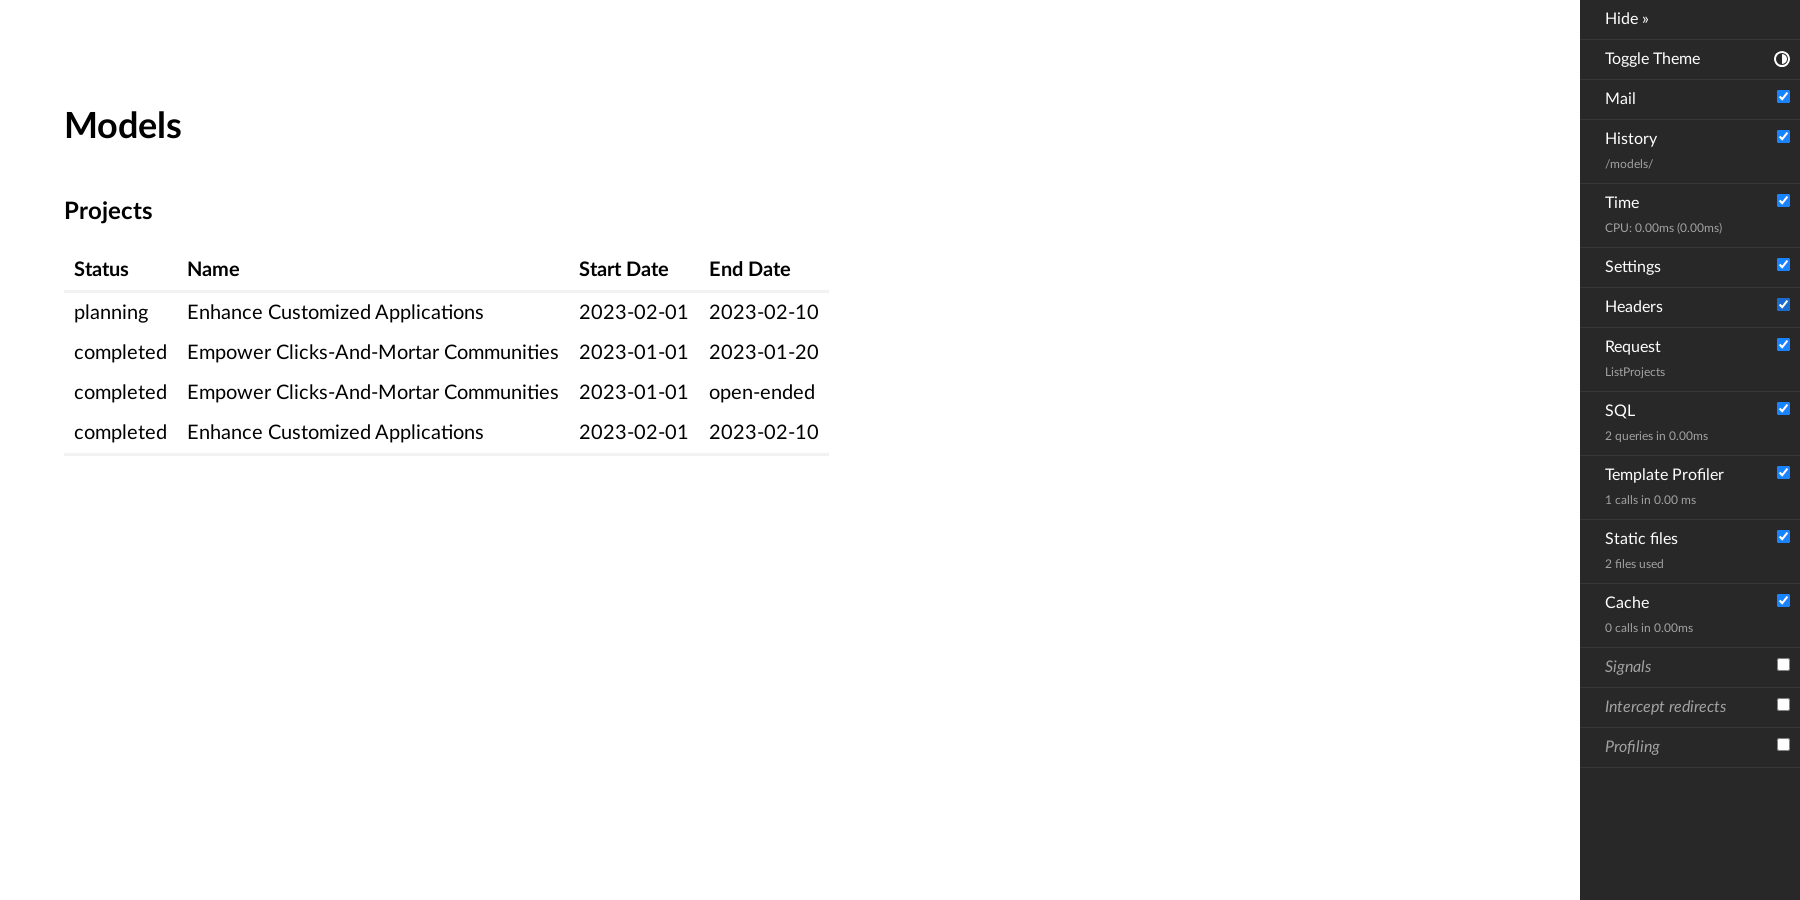 Models
Projects
Status Name Start Date End Date
planning Enhance Customized Applications 2023-02-01 2023-02-10
completed Empower Clicks-And-Mortar Communities 2023-01-01 2023-01-20
completed Empower Clicks-And-Mortar Communities 2023-01-01 open-ended
completed Enhance Customized Applications 2023-02-01 2023-02-10
Hide »
Toggle Theme
Mail
History
/models/
Time
CPU: 0.00ms (0.00ms)
Settings
Headers
Request
ListProjects
SQL
2 queries in 0.00ms
Template Profiler
1 calls in 0.00 ms
Static files
2 files used
Cache
0 calls in 0.00ms
Signals
Intercept redirects
Profiling